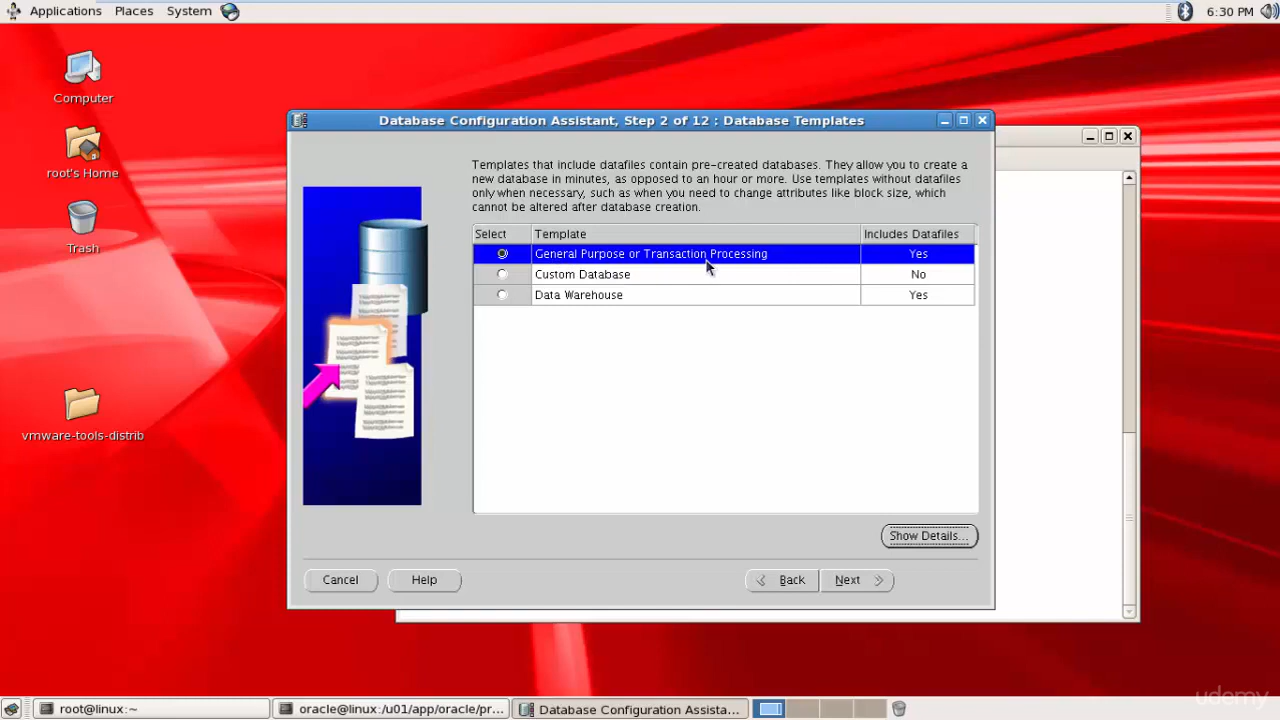 Applications Places System 6:30 PM
Computer
root's Home
Trash
vmware-tools-distrib
Database Configuration Assistant, Step 2 of 12 : Database Templates
Templates that include datafiles contain pre-created databases. They allow you to create a
new database in minutes, as opposed to an hour or more. Use templates without datafiles
only when necessary, such as when you need to change attributes like block size, which
cannot be altered after database creation.
Select Template Includes Datafiles
General Purpose or Transaction Processing Yes
Custom Database No
Data Warehouse Yes
Show Details...
Cancel Help Back Next
root@linux:~ oracle@linux:/u01/app/oracle/pr... Database Configuration Assista...
udemy